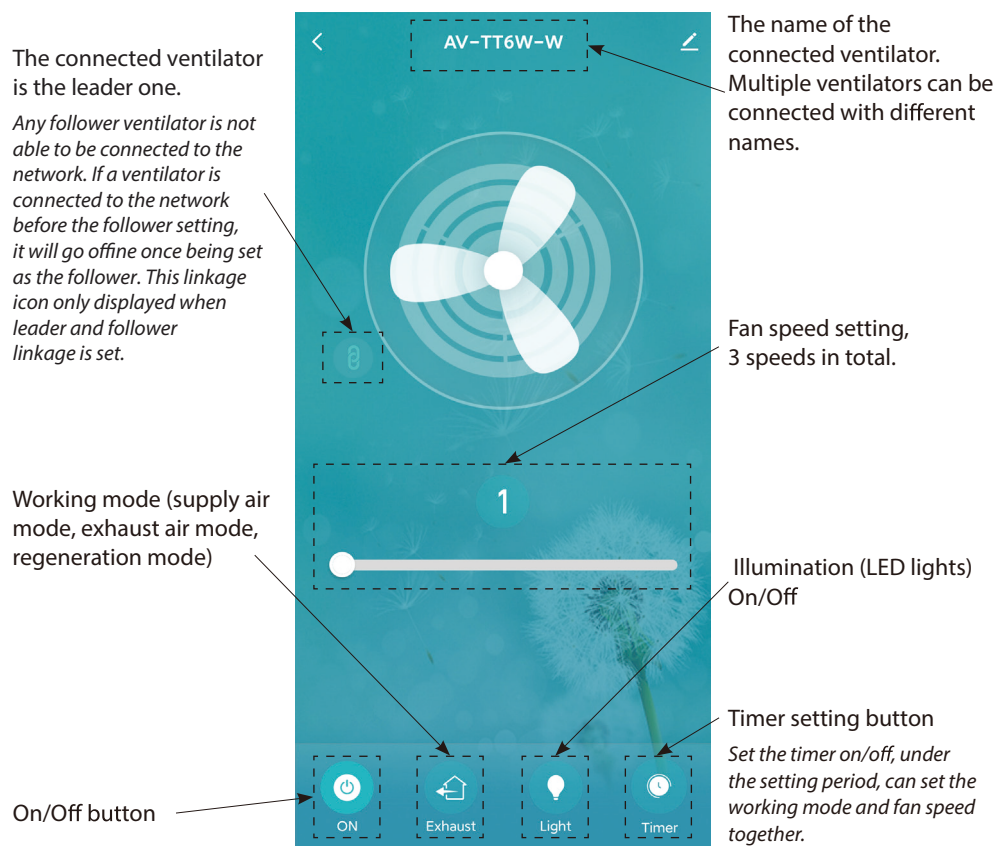 The connected ventilator
is the leader one.
Any follower ventilator is not
able to be connected to the
network. If a ventilator is
connected to the network
before the follower setting,
it will go offine once being set
as the follower. This linkage
icon only displayed when
leader and follower
linkage is set.
AV-TT6W-W
The name of the
connected ventilator.
Multiple ventilators can be
connected with different
names.
Fan speed setting,
3 speeds in total.
1
Working mode (supply air
mode, exhaust air mode,
regeneration mode)
Illumination (LED lights)
On/Off
Timer setting button
Set the timer on/off, under
the setting period, can set the
working mode and fan speed
together.
On/Off button
ON
Exhaust
Light
Timer